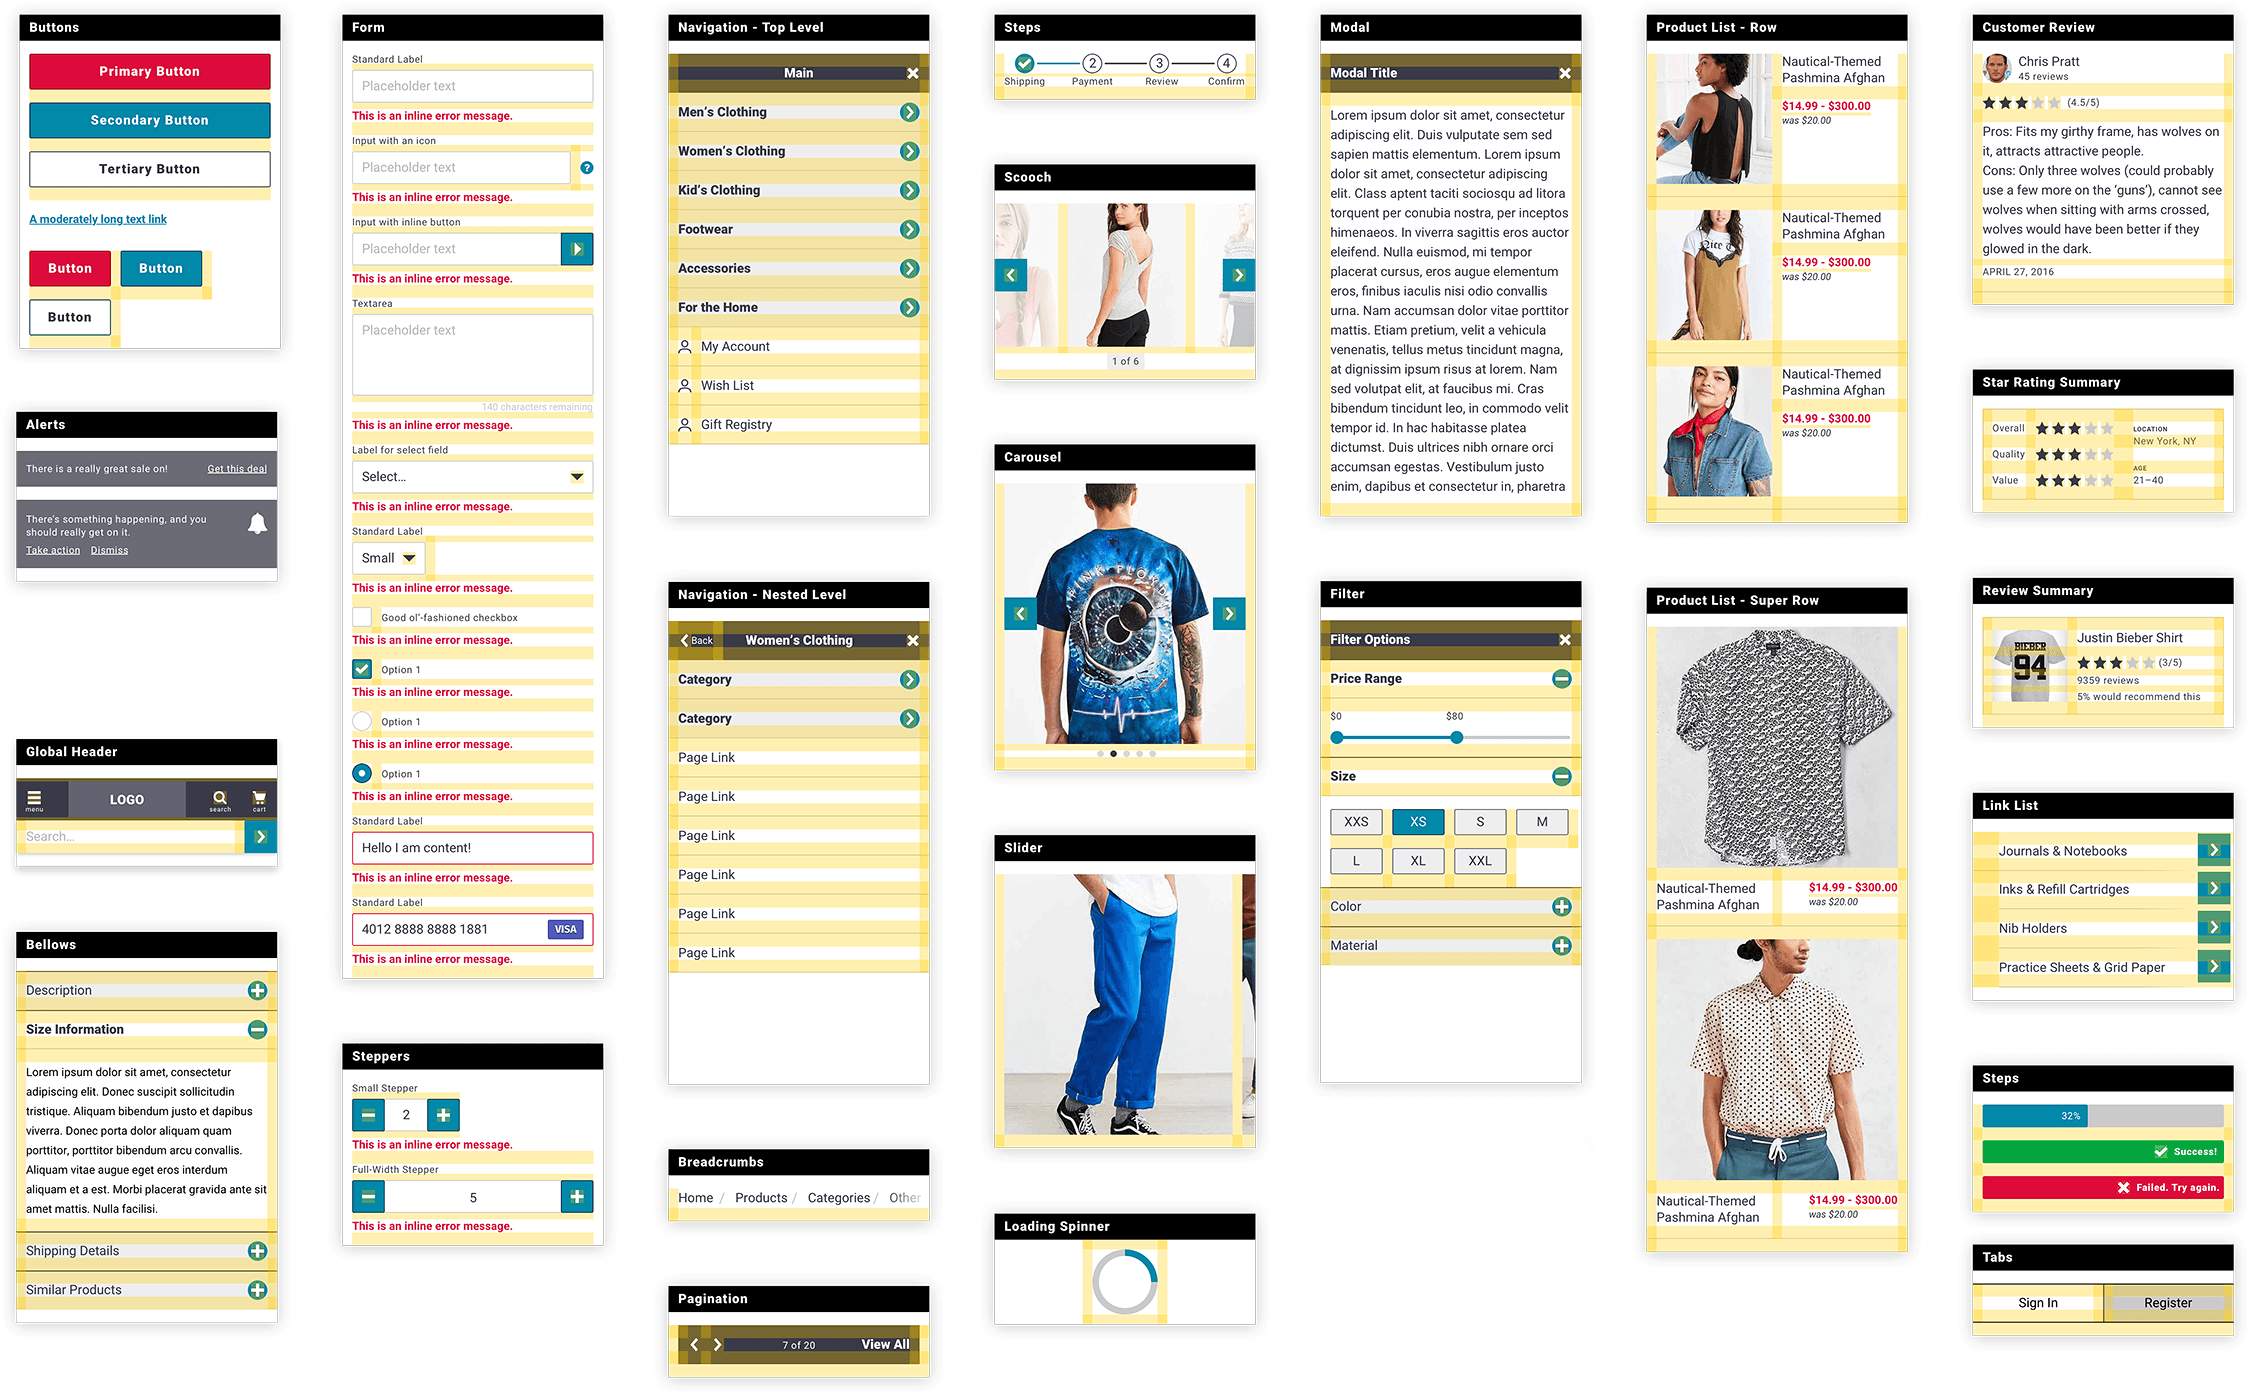 Buttons
Primary Button
Secondary Button
Tertiary Button
A moderately long text link
Button
Button
Button
Alerts
There is a really great sale on!
Get this deal
There's something happening, and you
should really get on it.
Take action
Dismiss
Global Header
menu
LOGO
search
cart
Search...
Bellows
Description
Size Information
Lorem ipsum dolor sit amet, consectetur
adipiscing elit. Donec suscipit sollicitudin
tristique. Aliquam bibendum justo et dapibus
viverra. Donec porta dolor aliquam quam
porttitor, porttitor bibendum arcu convallis.
Aliquam vitae augue eget eros interdum
aliquam et a est. Morbi placerat gravida ante sit
amet mattis. Nulla facilisi.
Shipping Details
Similar Products
Form
Standard Label
Placeholder text
This is an inline error message.
Input with an icon
Placeholder text
?
This is an inline error message.
Input with inline button
Placeholder text
This is an inline error message.
Textarea
Placeholder text
140 characters remaining
This is an inline error message.
Label for select field
Select...
This is an inline error message.
Standard Label
Small
This is an inline error message.
Good ol'-fashioned checkbox
This is an inline error message.
Option 1
This is an inline error message.
Option 1
This is an inline error message.
Option 1
This is an inline error message.
Standard Label
Hello I am content!
This is an inline error message.
Standard Label
4012 8888 8888 1881
VISA
This is an inline error message.
Steppers
Small Stepper
2
This is an inline error message.
Full-Width Stepper
5
This is an inline error message.
Navigation - Top Level
Main
Men's Clothing
Women's Clothing
Kid's Clothing
Footwear
Accessories
For the Home
My Account
Wish List
Gift Registry
Navigation - Nested Level
Back
Women's Clothing
Category
Category
Page Link
Page Link
Page Link
Page Link
Page Link
Page Link
Breadcrumbs
Home / Products / Categories / Other
Pagination
7 of 20
View All
Steps
2
3
4
Shipping
Payment
Review
Confirm
Scooch
1 of 6
Carousel
PINK FLOYD
Slider
Loading Spinner
Modal
Modal Title
Lorem ipsum dolor sit amet, consectetur
adipiscing elit. Duis vulputate sem sed
sapien mattis elementum. Lorem ipsum
dolor sit amet, consectetur adipiscing
elit. Class aptent taciti sociosqu ad litora
torquent per conubia nostra, per inceptos
himenaeos. In viverra sagittis eros auctor
eleifend. Nulla euismod, mi tempor
placerat cursus, eros augue elementum
eros, finibus iaculis nisi odio convallis
urna. Nam accumsan dolor vitae porttitor
mattis. Etiam pretium, velit a vehicula
venenatis, tellus metus tincidunt magna,
at dignissim ipsum risus at lorem. Nam
sed volutpat elit, at faucibus mi. Cras
bibendum tincidunt leo, in commodo velit
tempor id. In hac habitasse platea
dictumst. Duis ultrices nibh ornare orci
accumsan egestas. Vestibulum justo
enim, dapibus et consectetur in, pharetra
Filter
Filter Options
Price Range
$0
$80
Size
XXS
XS
S
M
L
XL
XXL
Color
Material
Product List - Row
Nautical-Themed
Pashmina Afghan
$14.99 - $300.00
was $20.00
Nautical-Themed
Pashmina Afghan
$14.99 - $300.00
was $20.00
Nautical-Themed
Pashmina Afghan
$14.99 - $300.00
was $20.00
Product List - Super Row
Nautical-Themed
Pashmina Afghan
$14.99 - $300.00
was $20.00
Nautical-Themed
Pashmina Afghan
$14.99 - $300.00
was $20.00
Customer Review
Chris Pratt
45 reviews
(4.5/5)
Pros: Fits my girthy frame, has wolves on
it, attracts attractive people.
Cons: Only three wolves (could probably
use a few more on the 'guns'), cannot see
wolves when sitting with arms crossed,
wolves would have been better if they
glowed in the dark.
APRIL 27, 2016
Star Rating Summary
Overall
Quality
Value
LOCATION
New York, NY
AGE
21–40
Review Summary
BIEBER
94
Justin Bieber Shirt
(3/5)
9359 reviews
5% would recommend this
Link List
Journals & Notebooks
Inks & Refill Cartridges
Nib Holders
Practice Sheets & Grid Paper
Steps
32%
Success!
Failed. Try again.
Tabs
Sign In
Register